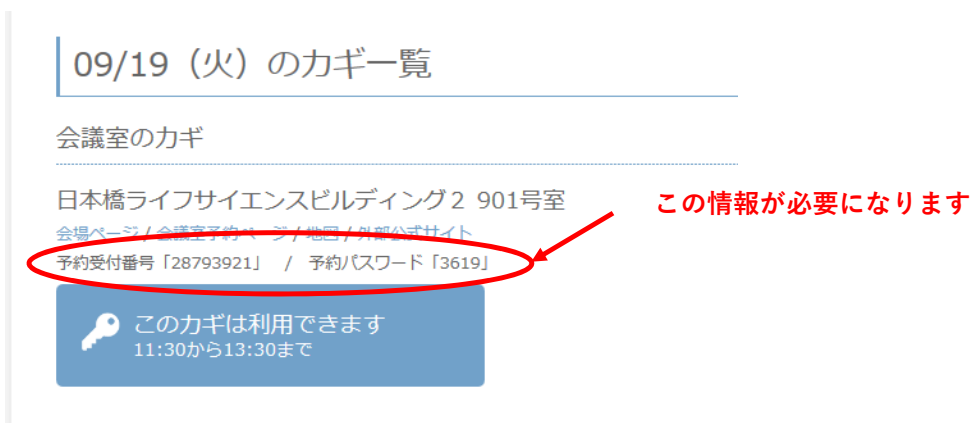 09/19（火）のカギ一覧
会議室のカギ
日本橋ライフサイエンスビルディング２ 901号室
この情報が必要になります
会場ページ / 会議室予約ページ / 地図 / 外部公式サイト
予約受付番号「28793921」 / 予約パスワード「3619」
このカギは利用できます
11:30から13:30まで